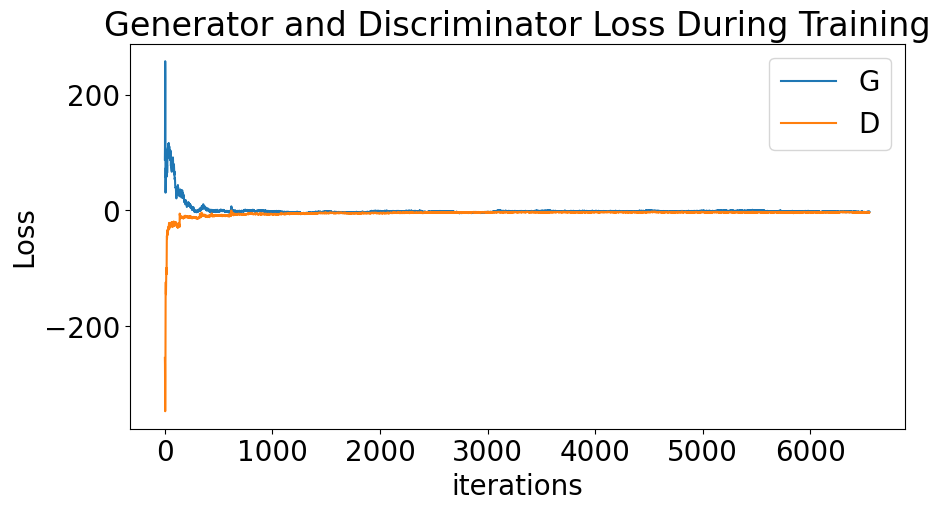 Generator and Discriminator Loss During Training
G
D
200
0
−200
Loss
0 1000 2000 3000 4000 5000 6000
iterations